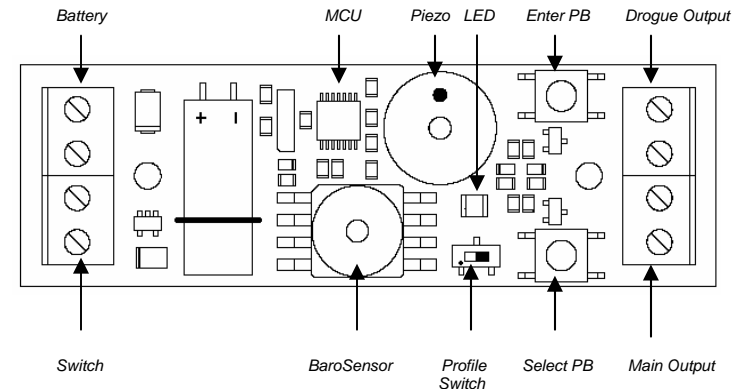 Battery MCU Piezo LED Enter PB Drogue Output
+ –
Switch BaroSensor Profile Switch Select PB Main Output